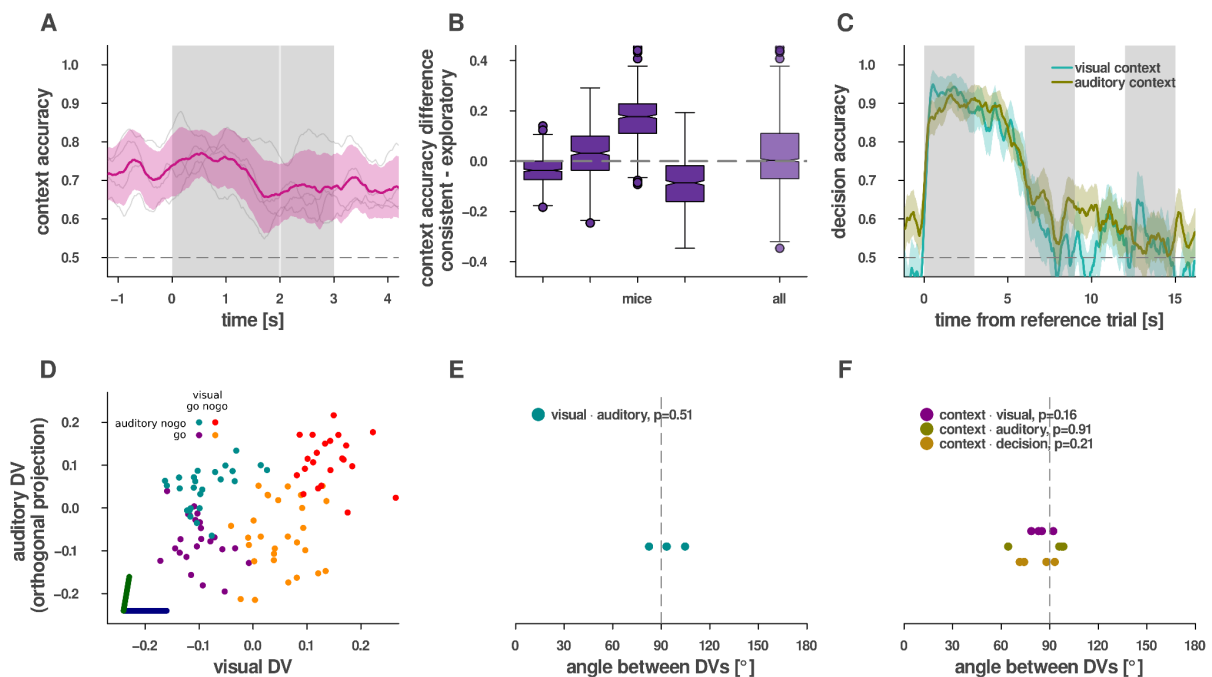 A
context accuracy
1.0
0.9
0.8
0.7
0.6
0.5
−1
0
1
2
3
4
time [s]
B
context accuracy difference
consistent - exploratory
0.4
0.2
0.0
−0.2
−0.4
mice
all
C
decision accuracy
1.0
0.9
0.8
0.7
0.6
0.5
visual context
auditory context
0
5
10
15
time from reference trial [s]
D
auditory DV
(orthogonal projection)
visual
go nogo
auditory nogo
go
0.2
0.1
0.0
−0.1
−0.2
−0.2
−0.1
0.0
0.1
0.2
visual DV
E
visual · auditory, p=0.51
0
30
60
90
120
150
180
angle between DVs [°]
F
context · visual, p=0.16
context · auditory, p=0.91
context · decision, p=0.21
0
30
60
90
120
150
180
angle between DVs [°]